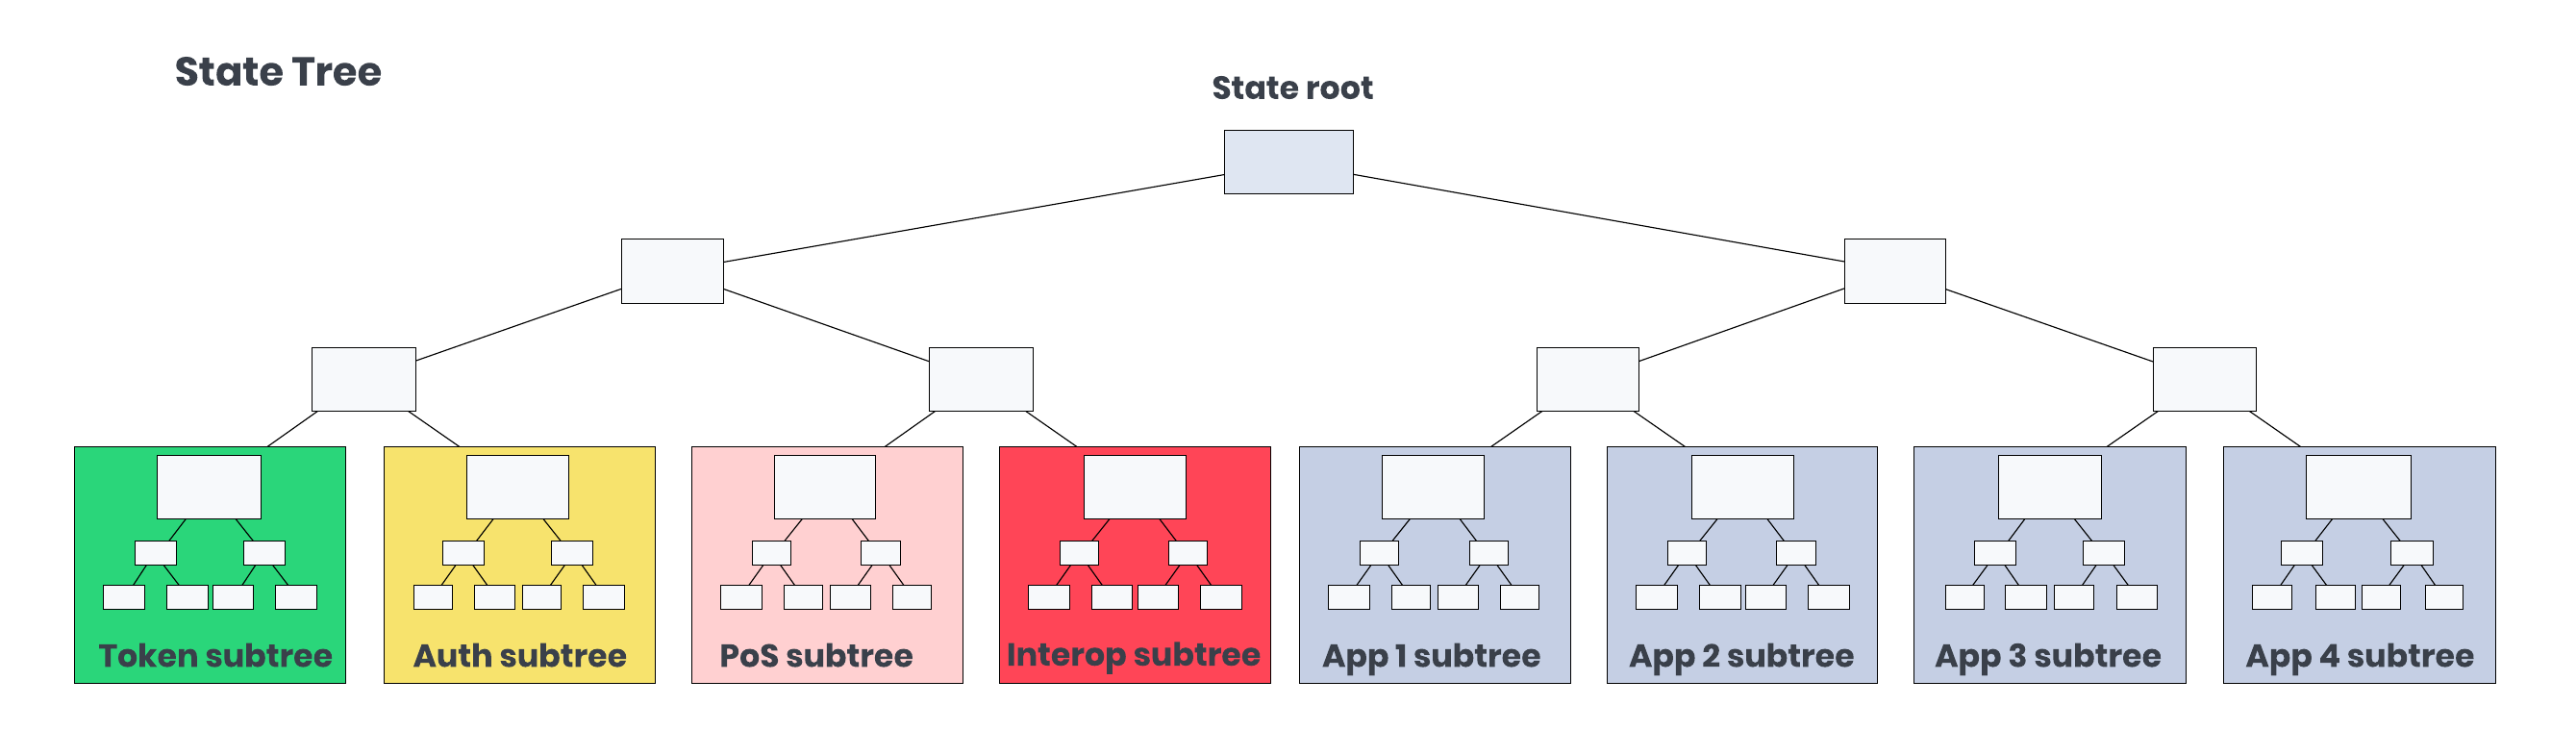 State Tree
State root
Token subtree
Auth subtree
PoS subtree
Interop subtree
App 1 subtree
App 2 subtree
App 3 subtree
App 4 subtree